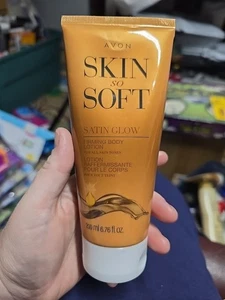 AVON
SKIN
SO
SOFT
SATIN GLOW
FIRMING BODY
LOTION
LOTION
RAFFERMISSANTE
POUR LE CORPS
200 ml 6.76 fl.oz.